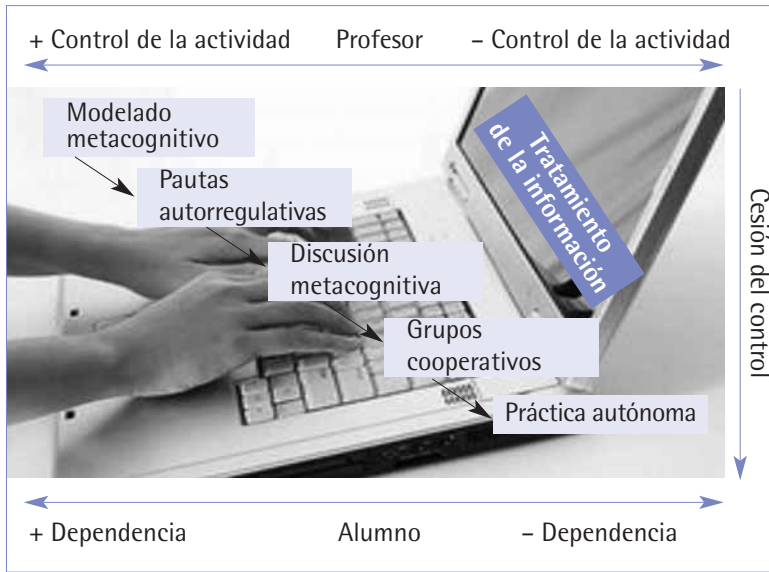 + Control de la actividad Profesor – Control de la actividad
Modelado
metacognitivo
Pautas
autorregulativas
Discusión
metacognitiva
Grupos
cooperativos
Práctica autónoma
Tratamiento
de la información
Cesión del control
+ Dependencia Alumno – Dependencia